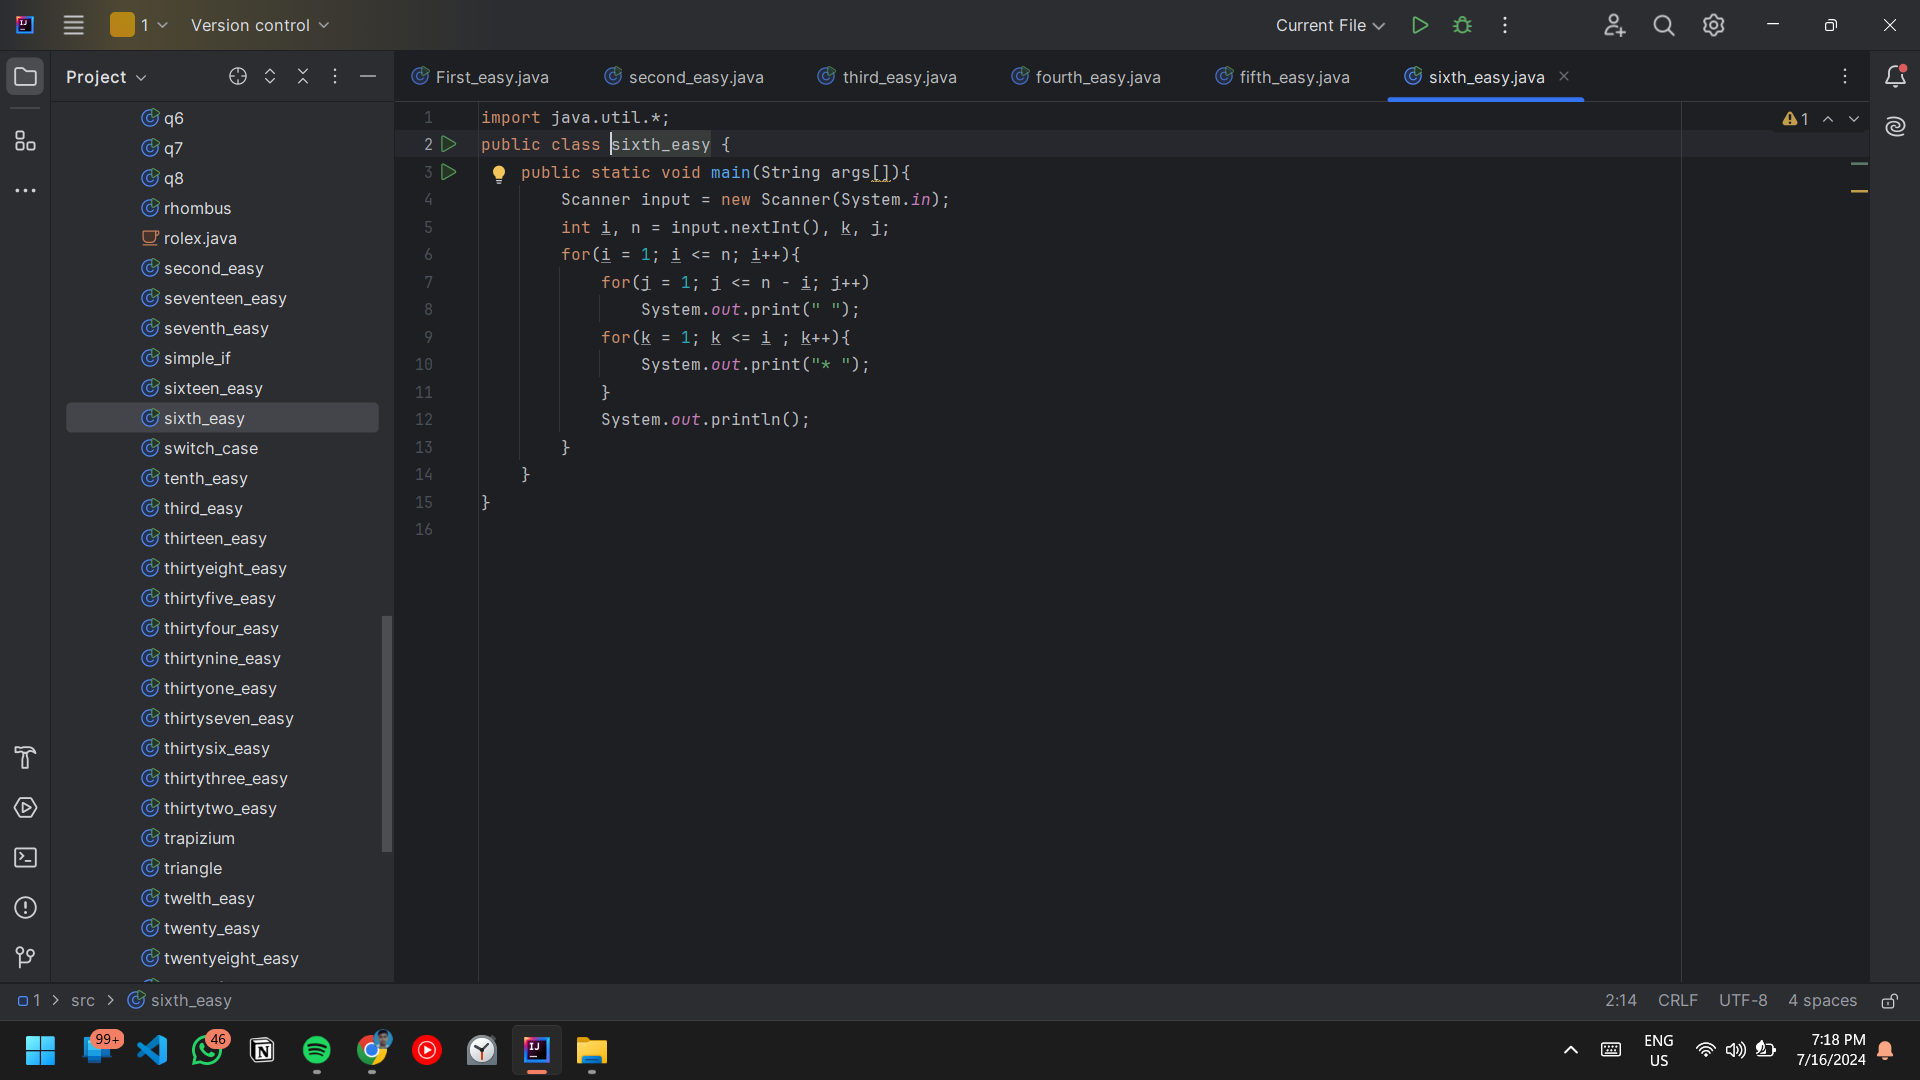 1
Version control
Current File
Project
First_easy.java
second_easy.java
third_easy.java
fourth_easy.java
fifth_easy.java
sixth_easy.java
q6
q7
q8
rhombus
rolex.java
second_easy
seventeen_easy
seventh_easy
simple_if
sixteen_easy
sixth_easy
switch_case
tenth_easy
third_easy
thirteen_easy
thirtyeight_easy
thirtyfive_easy
thirtyfour_easy
thirtynine_easy
thirtyone_easy
thirtyseven_easy
thirtysix_easy
thirtythree_easy
thirtytwo_easy
trapizium
triangle
twelth_easy
twenty_easy
twentyeight_easy
1 import java.util.*;
2 public class sixth_easy {
3 public static void main(String args[]){
4 Scanner input = new Scanner(System.in);
5 int i, n = input.nextInt(), k, j;
6 for(i = 1; i <= n; i++){
7 for(j = 1; j <= n - i; j++)
8 System.out.print(" ");
9 for(k = 1; k <= i ; k++){
10 System.out.print("* ");
11 }
12 System.out.println();
13 }
14 }
15 }
16
1
1 > src > sixth_easy
2:14 CRLF UTF-8 4 spaces
99+
46
ENG
US
7:18 PM
7/16/2024